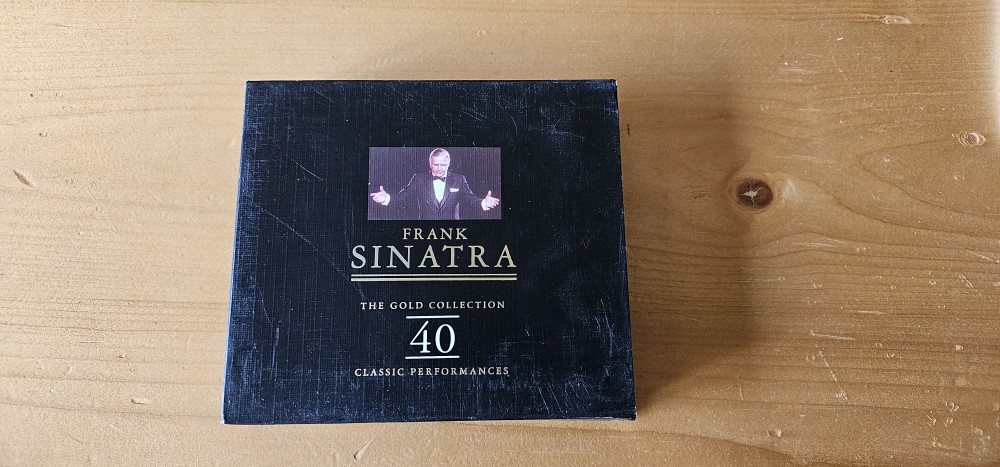 FRANK
SINATRA
THE GOLD COLLECTION
40
CLASSIC PERFORMANCES